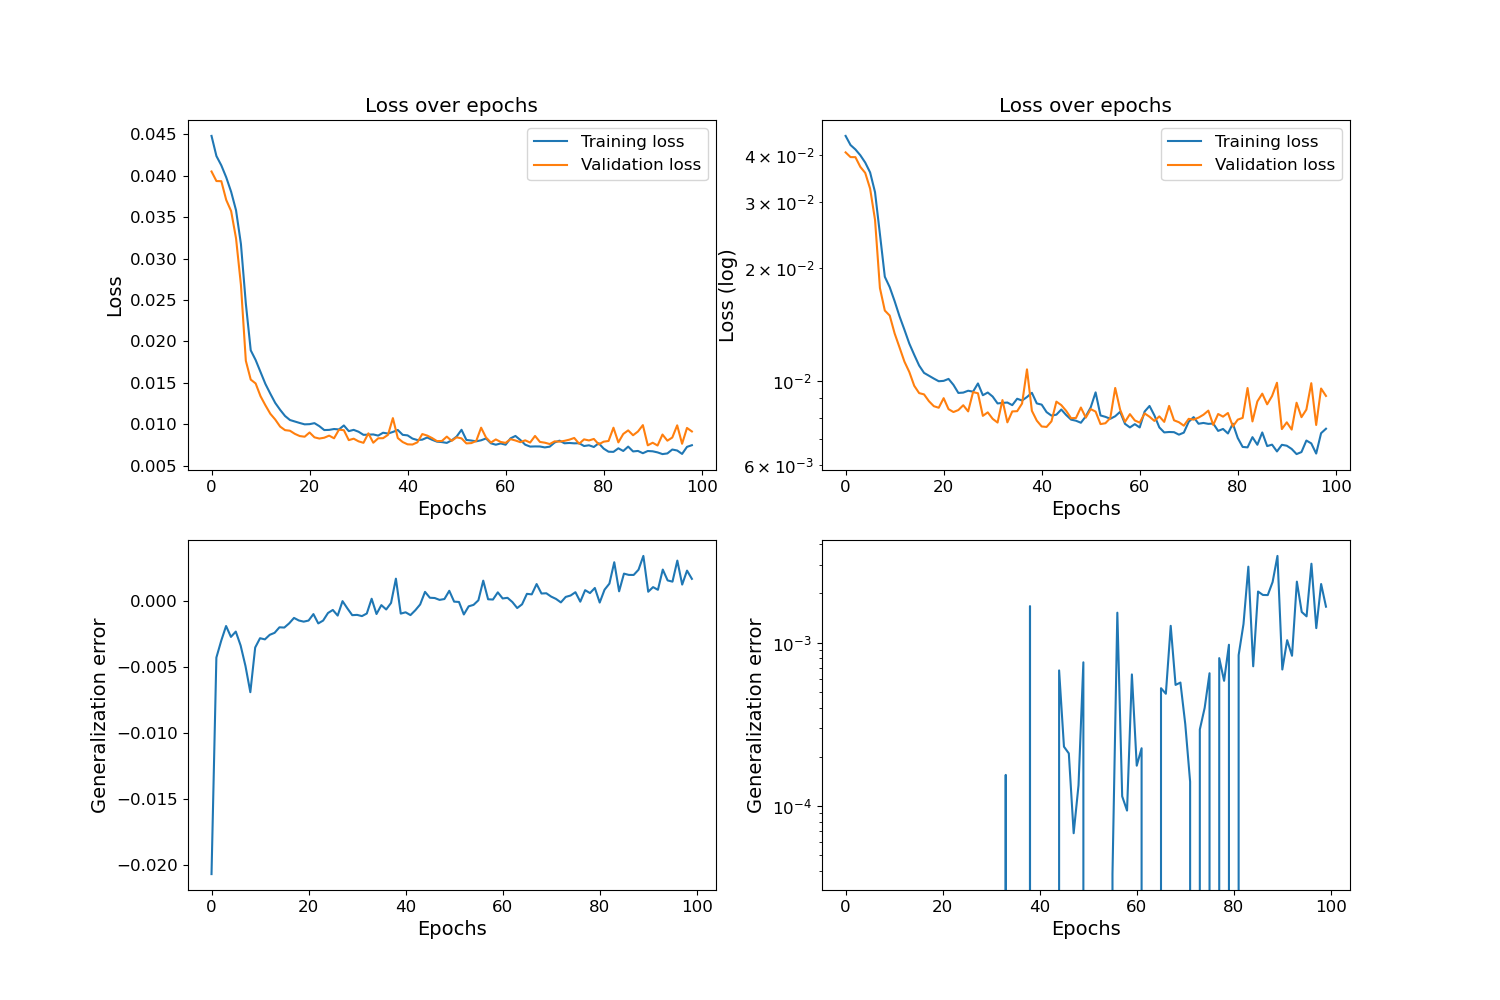 Loss over epochs
0.045
0.040
0.035
0.030
0.025
0.020
0.015
0.010
0.005
Loss
Training loss
Validation loss
0 20 40 60 80 100
Epochs
Loss over epochs
4 × 10⁻²
3 × 10⁻²
2 × 10⁻²
10⁻²
6 × 10⁻³
Loss (log)
Training loss
Validation loss
0 20 40 60 80 100
Epochs
0.000
−0.005
−0.010
−0.015
−0.020
Generalization error
0 20 40 60 80 100
Epochs
10⁻³
10⁻⁴
Generalization error
0 20 40 60 80 100
Epochs